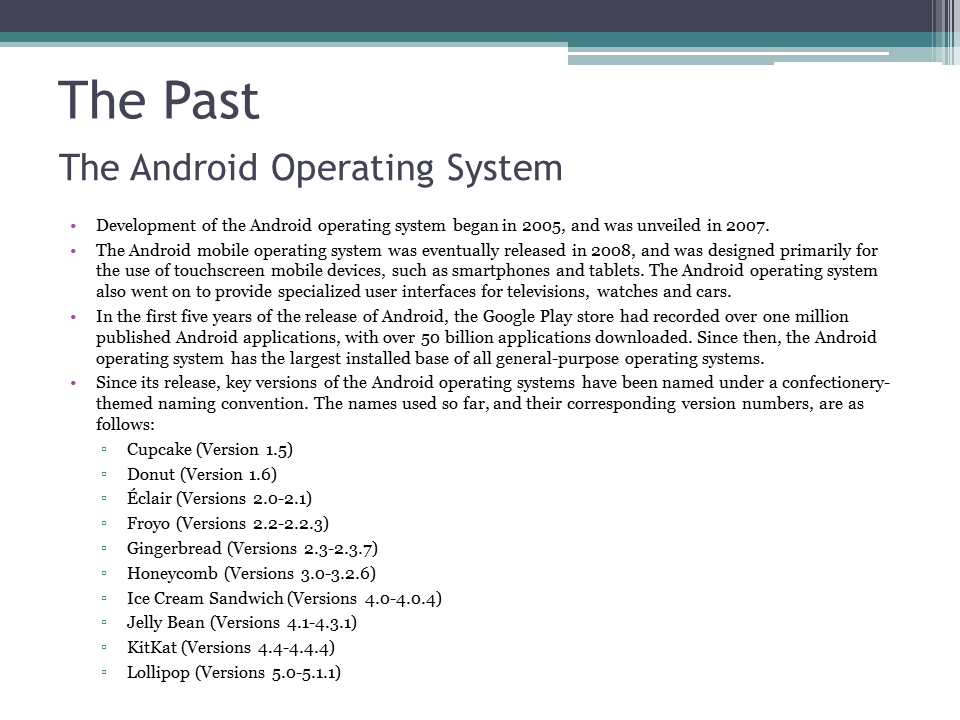 The Past
The Android Operating System
• Development of the Android operating system began in 2005, and was unveiled in 2007.
• The Android mobile operating system was eventually released in 2008, and was designed primarily for
the use of touchscreen mobile devices, such as smartphones and tablets. The Android operating system
also went on to provide specialized user interfaces for televisions, watches and cars.
• In the first five years of the release of Android, the Google Play store had recorded over one million
published Android applications, with over 50 billion applications downloaded. Since then, the Android
operating system has the largest installed base of all general-purpose operating systems.
• Since its release, key versions of the Android operating systems have been named under a confectionery-
themed naming convention. The names used so far, and their corresponding version numbers, are as
follows:
▫ Cupcake (Version 1.5)
▫ Donut (Version 1.6)
▫ Éclair (Versions 2.0-2.1)
▫ Froyo (Versions 2.2-2.2.3)
▫ Gingerbread (Versions 2.3-2.3.7)
▫ Honeycomb (Versions 3.0-3.2.6)
▫ Ice Cream Sandwich (Versions 4.0-4.0.4)
▫ Jelly Bean (Versions 4.1-4.3.1)
▫ KitKat (Versions 4.4-4.4.4)
▫ Lollipop (Versions 5.0-5.1.1)